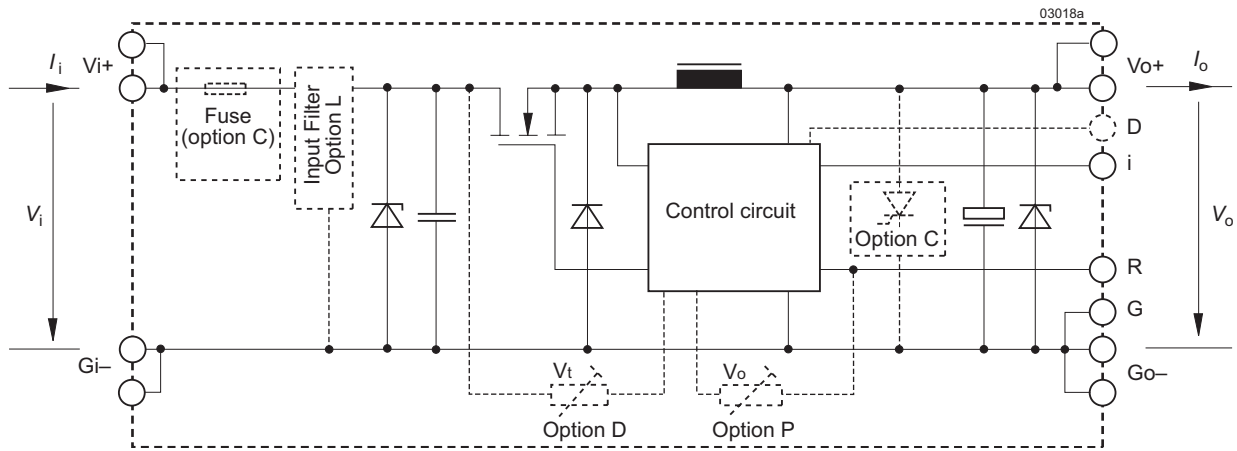 03018a
Ii
Vi+
Vo+
Io
Fuse
(option C)
Input Filter
Option L
D
i
Vi
Control circuit
Option C
Vo
R
G
Gi–
Go–
Vt
Vo
Option D
Option P